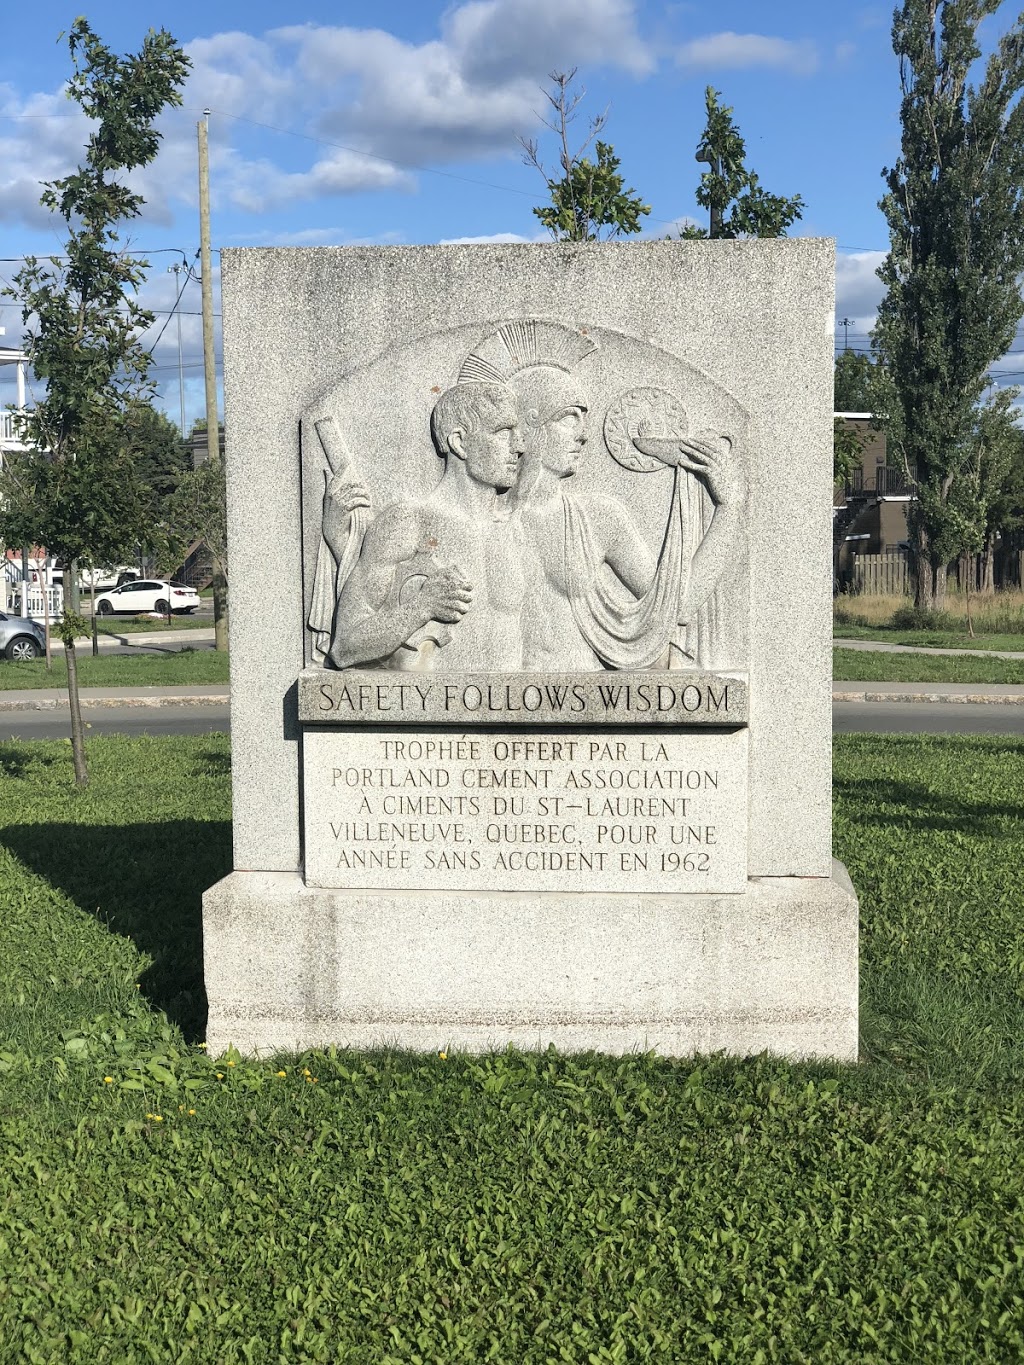 SAFETY FOLLOWS WISDOM
TROPHÉE OFFERT PAR LA
PORTLAND CEMENT ASSOCIATION
À CIMENTS DU ST-LAURENT
VILLENEUVE, QUEBEC, POUR UNE
ANNÉE SANS ACCIDENT EN 1962